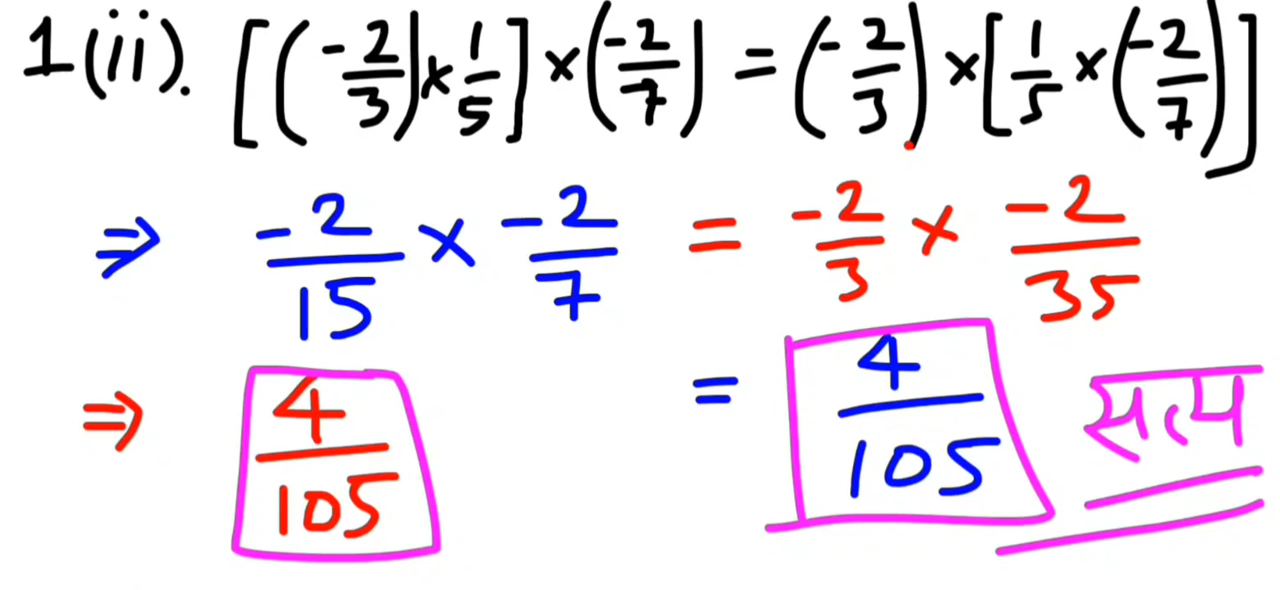 1(ii). [(-2/3) × 1/5] × (-2/7) = (-2/3) × [1/5 × (-2/7)]
⇒ -2/15 × -2/7 = -2/3 × -2/35
⇒ 4/105 = 4/105 सत्य